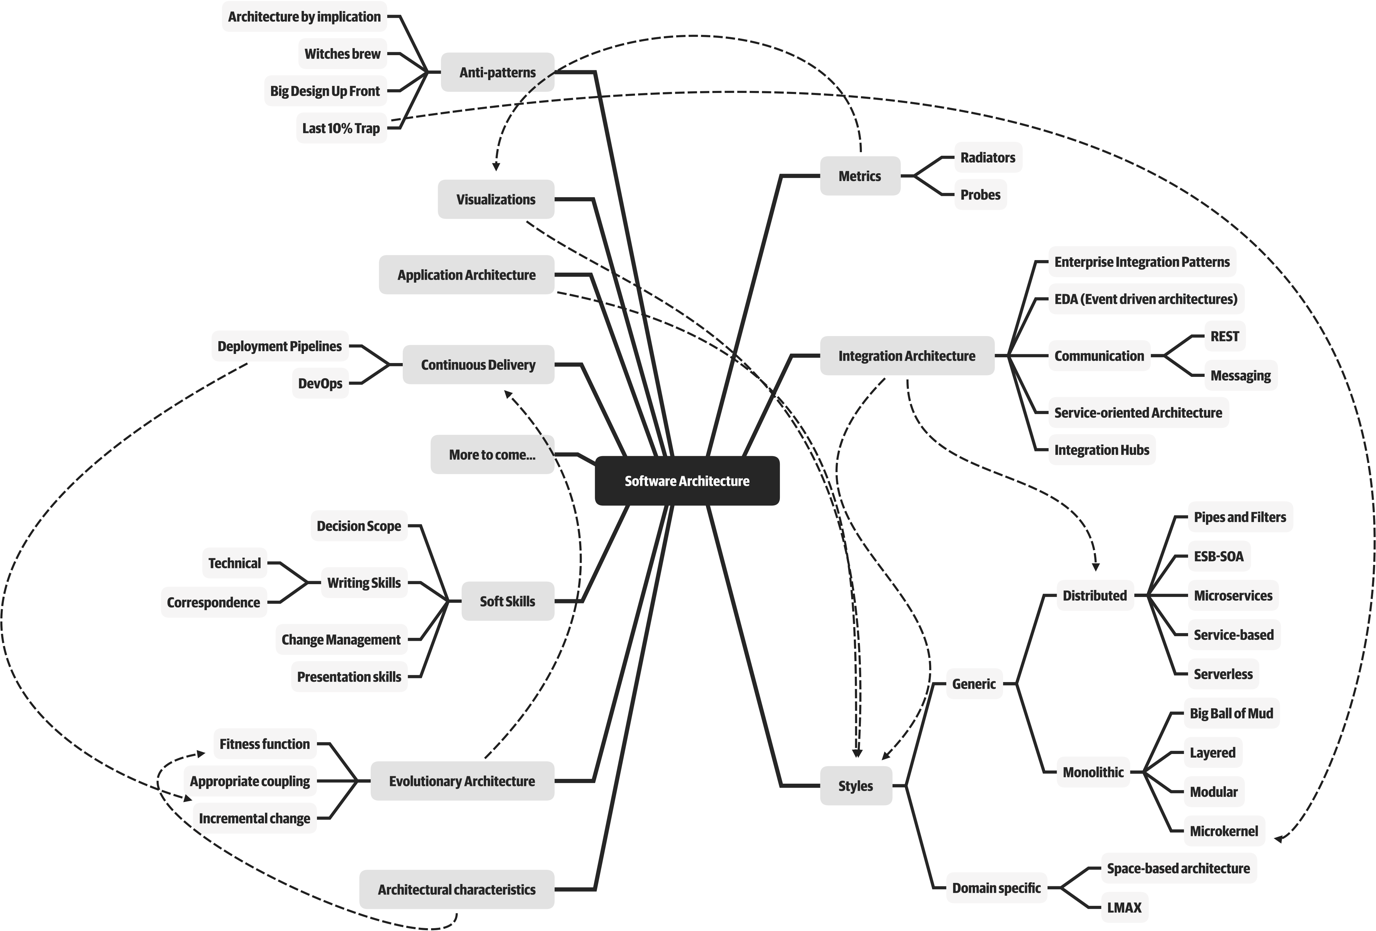 Architecture by implication
Witches brew
Big Design Up Front
Last 10% Trap
Anti-patterns
Visualizations
Application Architecture
Deployment Pipelines
DevOps
Continuous Delivery
More to come...
Decision Scope
Technical
Correspondence
Writing Skills
Change Management
Presentation skills
Soft Skills
Fitness function
Appropriate coupling
Incremental change
Evolutionary Architecture
Architectural characteristics
Software Architecture
Metrics
Radiators
Probes
Integration Architecture
Enterprise Integration Patterns
EDA (Event driven architectures)
Communication
REST
Messaging
Service-oriented Architecture
Integration Hubs
Styles
Generic
Distributed
Pipes and Filters
ESB-SOA
Microservices
Service-based
Serverless
Monolithic
Big Ball of Mud
Layered
Modular
Microkernel
Domain specific
Space-based architecture
LMAX